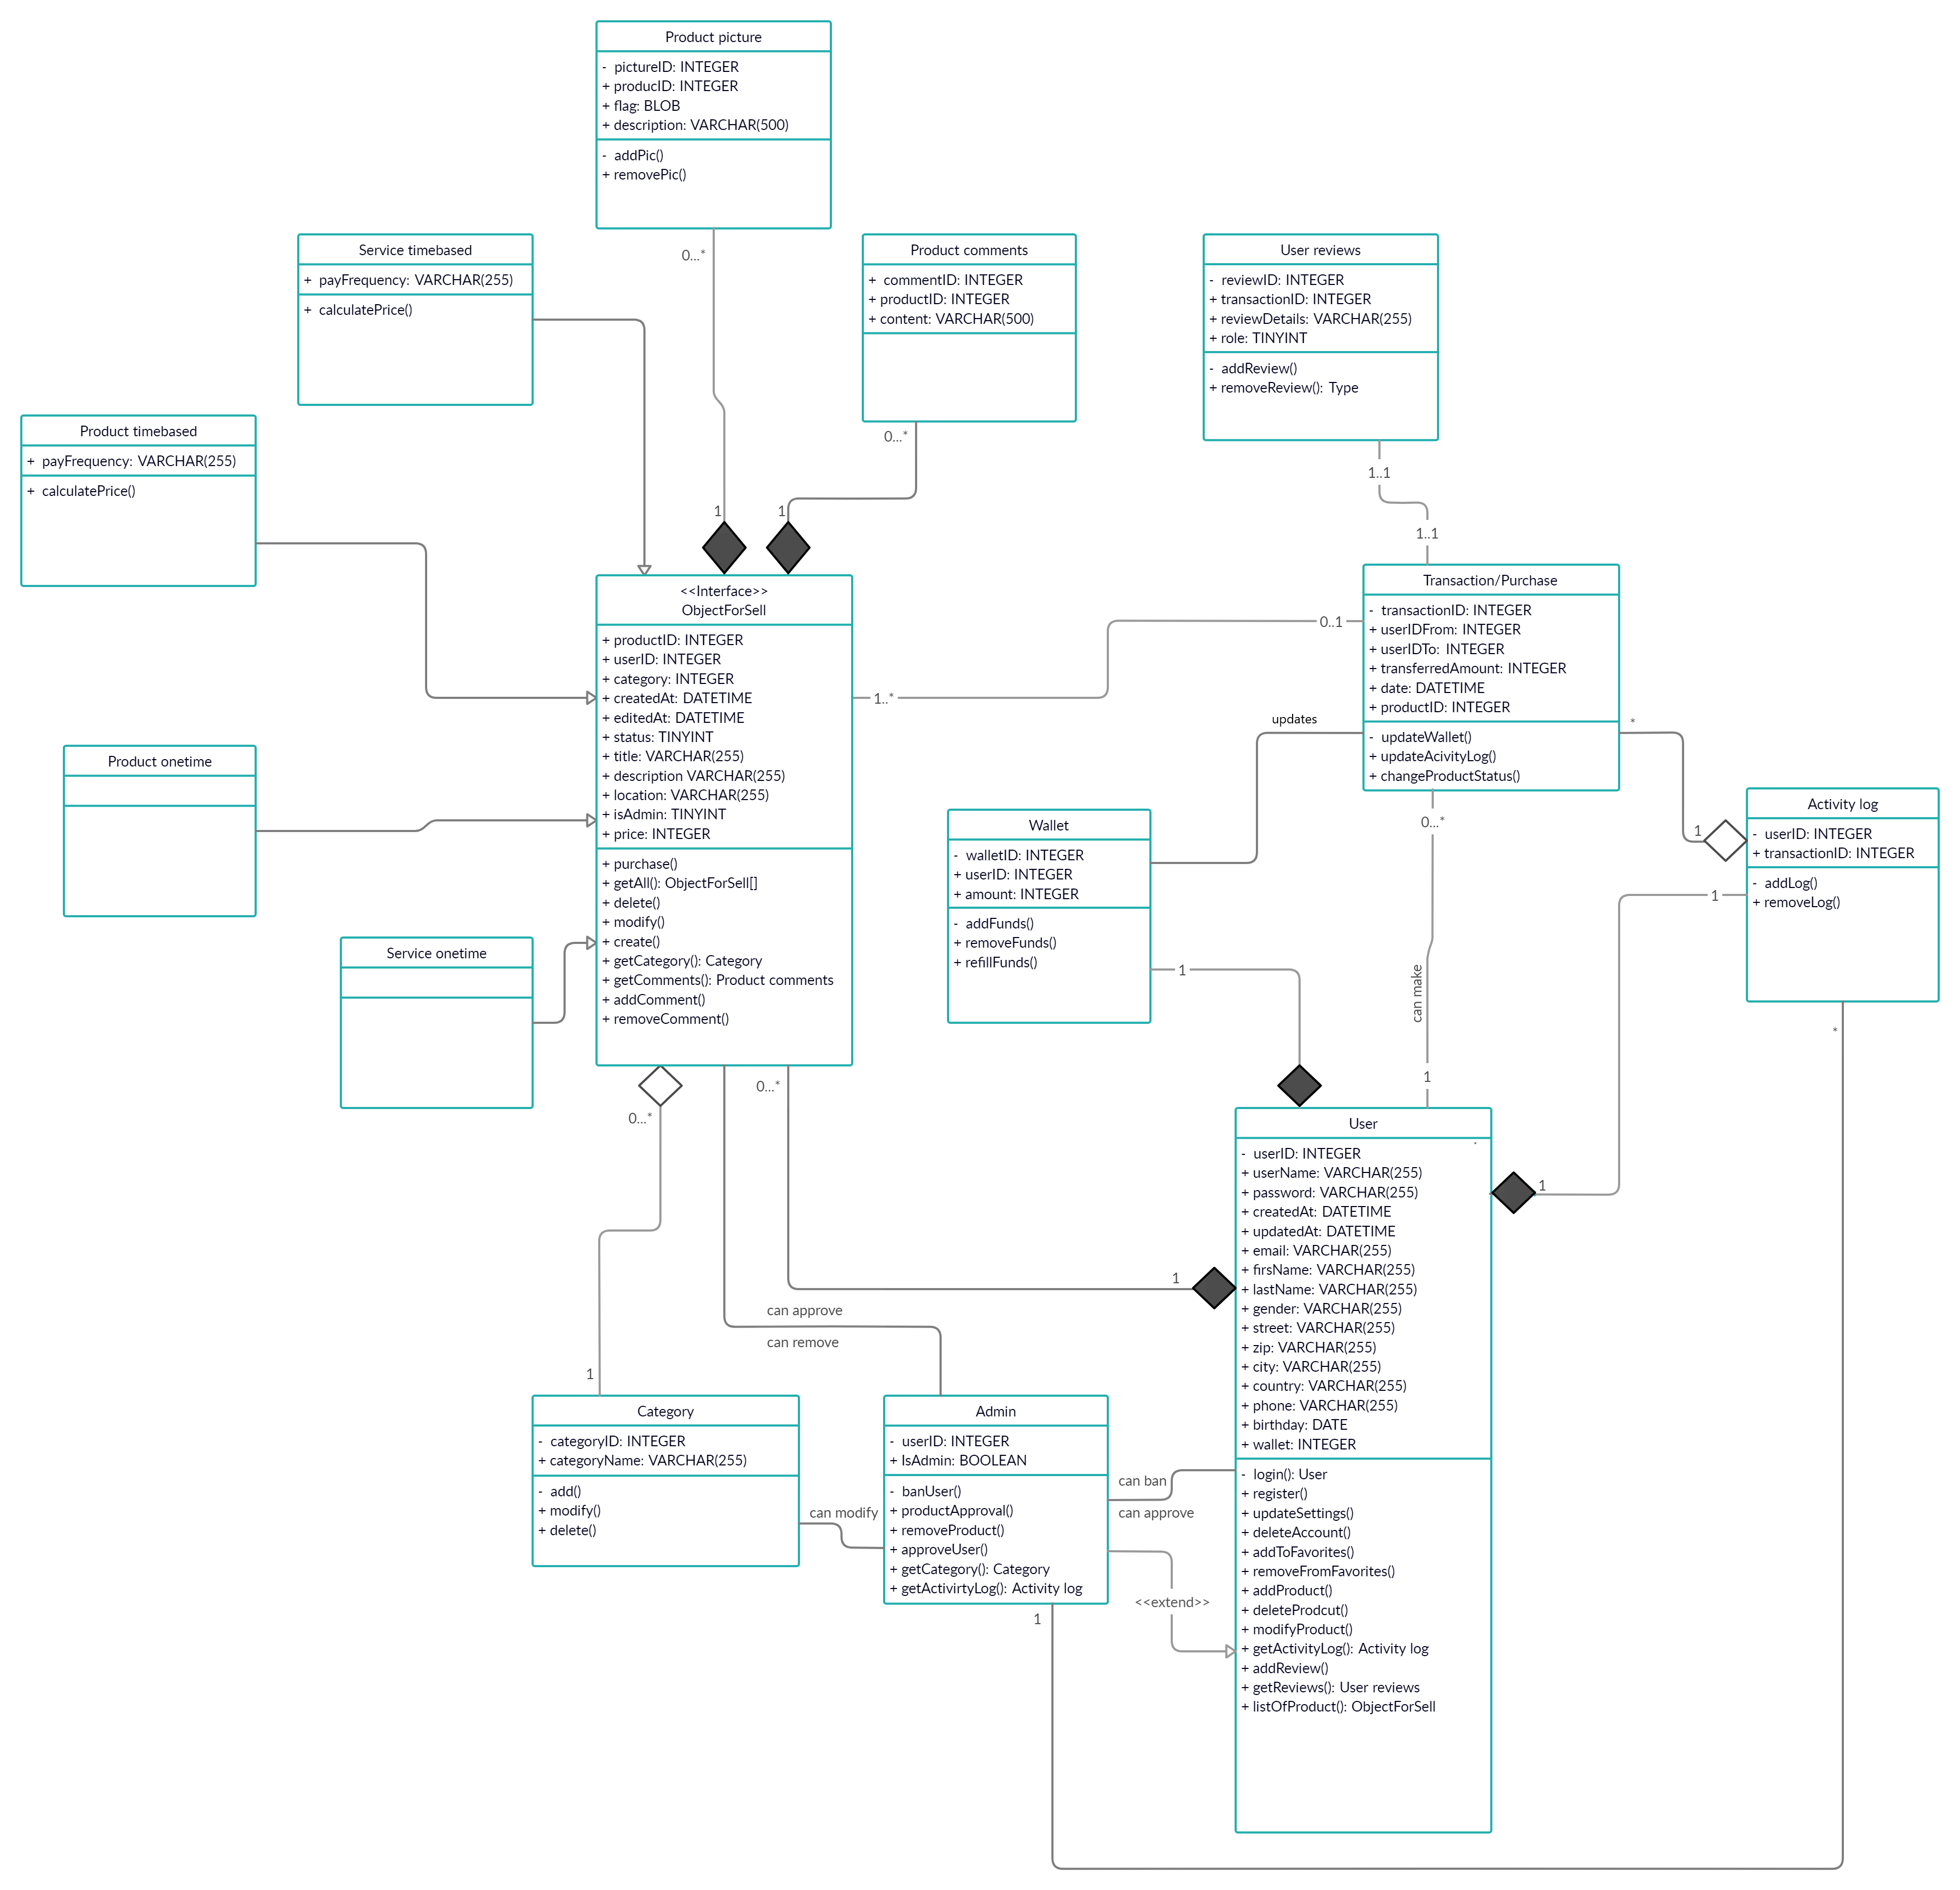 Product picture
- pictureID: INTEGER
+ producID: INTEGER
+ flag: BLOB
+ description: VARCHAR(500)
- addPic()
+ removePic()
0...*
1
Service timebased
+ payFrequency: VARCHAR(255)
+ calculatePrice()
Product comments
+ commentID: INTEGER
+ productID: INTEGER
+ content: VARCHAR(500)
0...*
1
User reviews
- reviewID: INTEGER
+ transactionID: INTEGER
+ reviewDetails: VARCHAR(255)
+ role: TINYINT
- addReview()
+ removeReview(): Type
1..1
1..1
Product timebased
+ payFrequency: VARCHAR(255)
+ calculatePrice()
<<Interface>>
ObjectForSell
+ productID: INTEGER
+ userID: INTEGER
+ category: INTEGER
+ createdAt: DATETIME
+ editedAt: DATETIME
+ status: TINYINT
+ title: VARCHAR(255)
+ description VARCHAR(255)
+ location: VARCHAR(255)
+ isAdmin: TINYINT
+ price: INTEGER
+ purchase()
+ getAll(): ObjectForSell[]
+ delete()
+ modify()
+ create()
+ getCategory(): Category
+ getComments(): Product comments
+ addComment()
+ removeComment()
1..*
0..1
Transaction/Purchase
- transactionID: INTEGER
+ userIDFrom: INTEGER
+ userIDTo: INTEGER
+ transferredAmount: INTEGER
+ date: DATETIME
+ productID: INTEGER
- updateWallet()
+ updateAcivityLog()
+ changeProductStatus()
updates
*
1
0...*
can make
1
Product onetime
Service onetime
Wallet
- walletID: INTEGER
+ userID: INTEGER
+ amount: INTEGER
- addFunds()
+ removeFunds()
+ refillFunds()
1
Activity log
- userID: INTEGER
+ transactionID: INTEGER
- addLog()
+ removeLog()
1
*
1
0...*
0...*
1
User
- userID: INTEGER
+ userName: VARCHAR(255)
+ password: VARCHAR(255)
+ createdAt: DATETIME
+ updatedAt: DATETIME
+ email: VARCHAR(255)
+ firsName: VARCHAR(255)
+ lastName: VARCHAR(255)
+ gender: VARCHAR(255)
+ street: VARCHAR(255)
+ zip: VARCHAR(255)
+ city: VARCHAR(255)
+ country: VARCHAR(255)
+ phone: VARCHAR(255)
+ birthday: DATE
+ wallet: INTEGER
- login(): User
+ register()
+ updateSettings()
+ deleteAccount()
+ addToFavorites()
+ removeFromFavorites()
+ addProduct()
+ deleteProdcut()
+ modifyProduct()
+ getActivityLog(): Activity log
+ addReview()
+ getReviews(): User reviews
+ listOfProduct(): ObjectForSell
can approve
can remove
1
Category
- categoryID: INTEGER
+ categoryName: VARCHAR(255)
- add()
+ modify()
+ delete()
can modify
Admin
- userID: INTEGER
+ IsAdmin: BOOLEAN
- banUser()
+ productApproval()
+ removeProduct()
+ approveUser()
+ getCategory(): Category
+ getActivirtyLog(): Activity log
can ban
can approve
<<extend>>
1